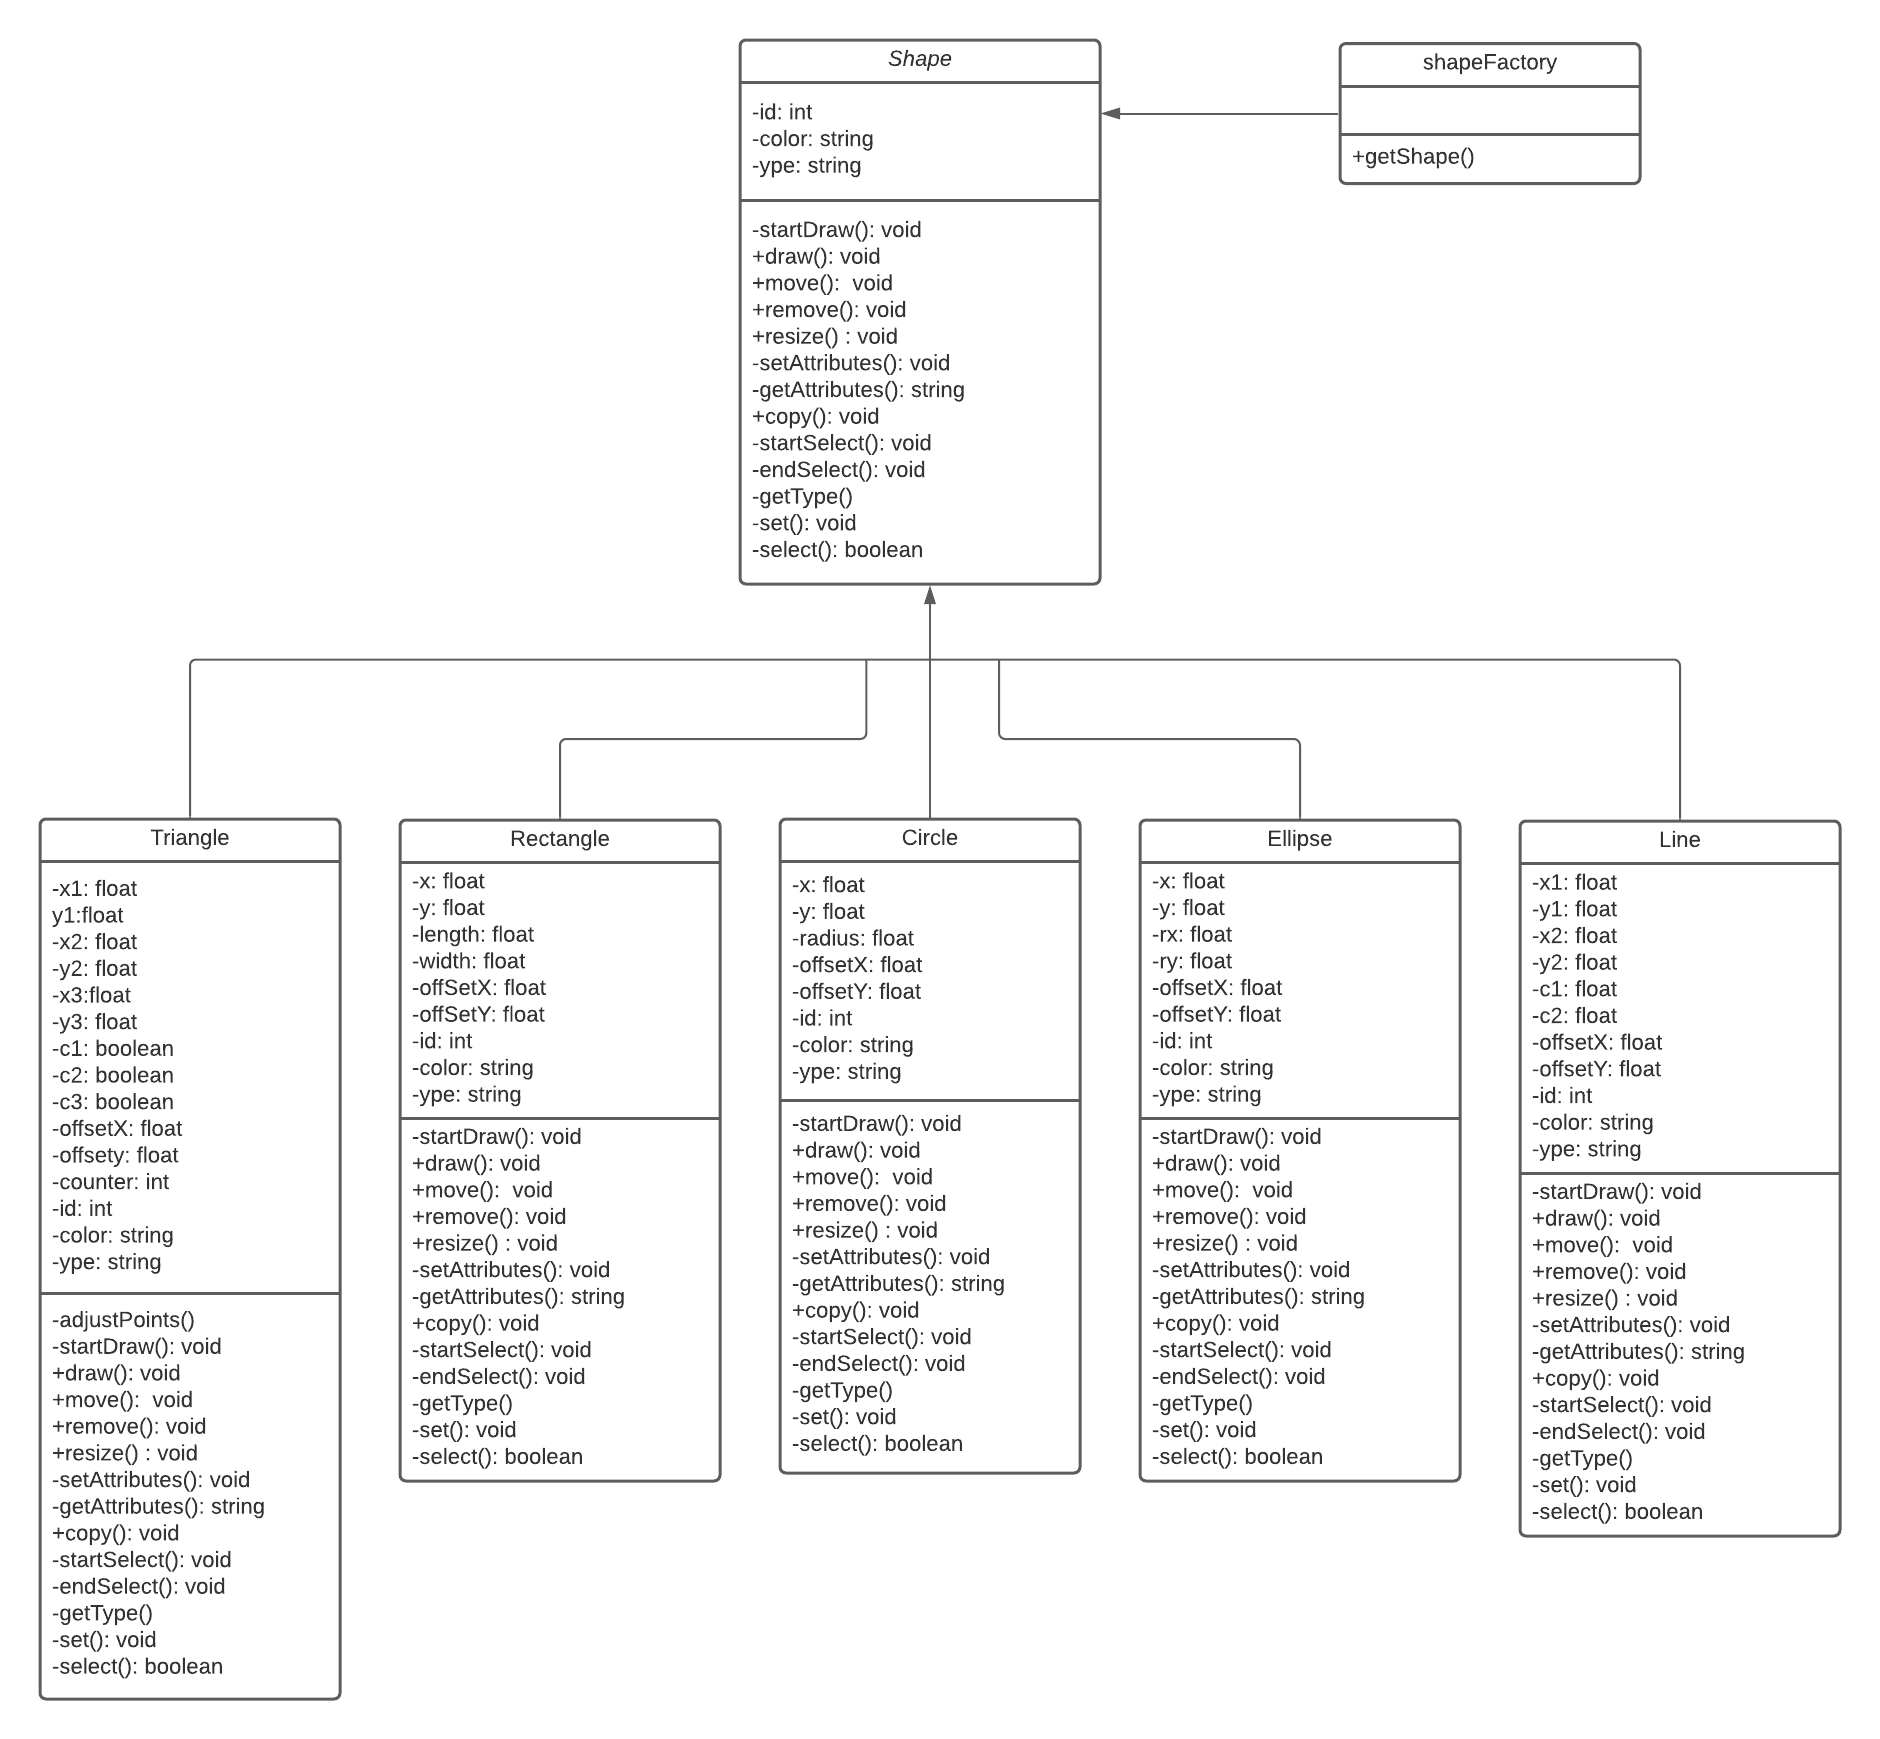 Shape
-id: int
-color: string
-ype: string
-startDraw(): void
+draw(): void
+move():  void
+remove(): void
+resize() : void
-setAttributes(): void
-getAttributes(): string
+copy(): void
-startSelect(): void
-endSelect(): void
-getType()
-set(): void
-select(): boolean
shapeFactory
+getShape()
Triangle
-x1: float
y1:float
-x2: float
-y2: float
-x3:float
-y3: float
-c1: boolean
-c2: boolean
-c3: boolean
-offsetX: float
-offsety: float
-counter: int
-id: int
-color: string
-ype: string
-adjustPoints()
-startDraw(): void
+draw(): void
+move():  void
+remove(): void
+resize() : void
-setAttributes(): void
-getAttributes(): string
+copy(): void
-startSelect(): void
-endSelect(): void
-getType()
-set(): void
-select(): boolean
Rectangle
-x: float
-y: float
-length: float
-width: float
-offSetX: float
-offSetY: float
-id: int
-color: string
-ype: string
-startDraw(): void
+draw(): void
+move():  void
+remove(): void
+resize() : void
-setAttributes(): void
-getAttributes(): string
+copy(): void
-startSelect(): void
-endSelect(): void
-getType()
-set(): void
-select(): boolean
Circle
-x: float
-y: float
-radius: float
-offsetX: float
-offsetY: float
-id: int
-color: string
-ype: string
-startDraw(): void
+draw(): void
+move():  void
+remove(): void
+resize() : void
-setAttributes(): void
-getAttributes(): string
+copy(): void
-startSelect(): void
-endSelect(): void
-getType()
-set(): void
-select(): boolean
Ellipse
-x: float
-y: float
-rx: float
-ry: float
-offsetX: float
-offsetY: float
-id: int
-color: string
-ype: string
-startDraw(): void
+draw(): void
+move():  void
+remove(): void
+resize() : void
-setAttributes(): void
-getAttributes(): string
+copy(): void
-startSelect(): void
-endSelect(): void
-getType()
-set(): void
-select(): boolean
Line
-x1: float
-y1: float
-x2: float
-y2: float
-c1: float
-c2: float
-offsetX: float
-offsetY: float
-id: int
-color: string
-ype: string
-startDraw(): void
+draw(): void
+move():  void
+remove(): void
+resize() : void
-setAttributes(): void
-getAttributes(): string
+copy(): void
-startSelect(): void
-endSelect(): void
-getType()
-set(): void
-select(): boolean